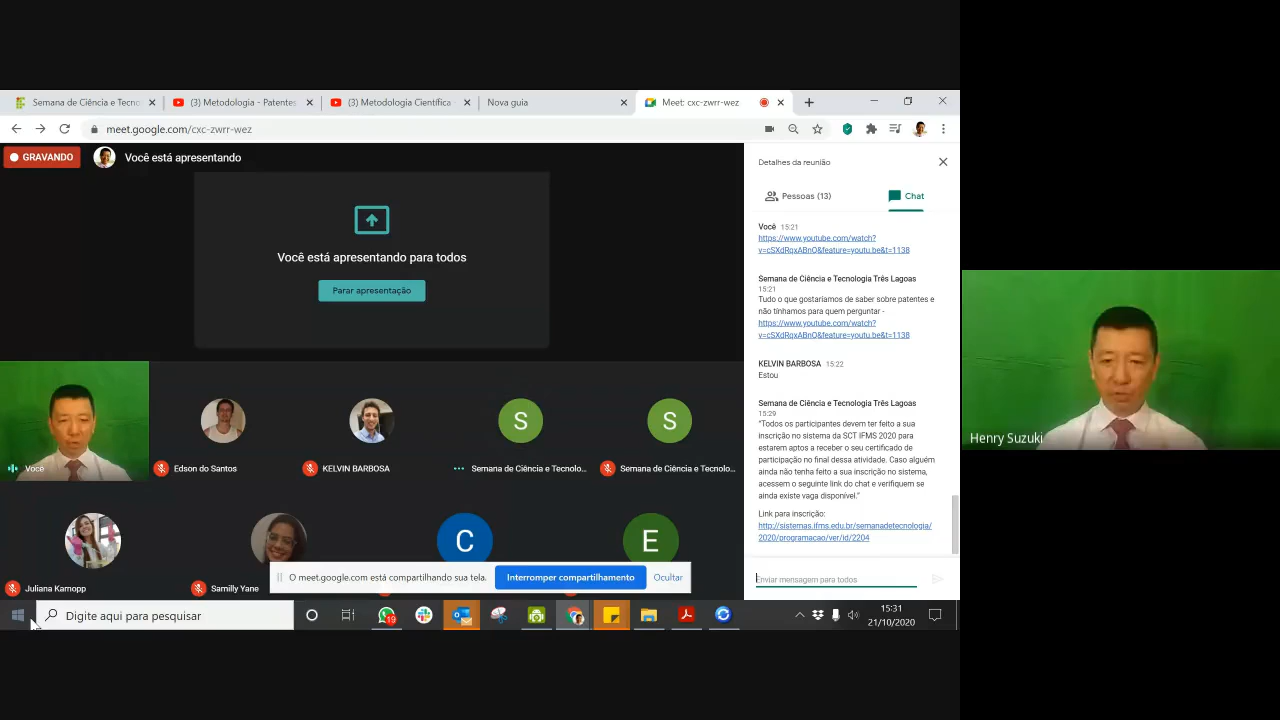 Semana de Ciência e Tecno
(3) Metodologia - Patentes
(3) Metodologia Científica -
Nova guia
Meet: cxc-zwrr-wez
meet.google.com/cxc-zwrr-wez
GRAVANDO
Você está apresentando
Você está apresentando para todos
Parar apresentação
Você
Edson do Santos
KELVIN BARBOSA
Semana de Ciência e Tecnolo...
Semana de Ciência e Tecnolo...
S
S
C
E
Juliana Kamopp
Samilly Yane
O meet.google.com está compartilhando sua tela.
Interromper compartilhamento
Ocultar
Detalhes da reunião
Pessoas (13)
Chat
Você 15:21
https://www.youtube.com/watch?
v=cSXdRqxABnQ&feature=youtu.be&t=1138
Semana de Ciência e Tecnologia Três Lagoas
15:21
Tudo o que gostaríamos de saber sobre patentes e
não tínhamos para quem perguntar -
https://www.youtube.com/watch?
v=cSXdRqxABnQ&feature=youtu.be&t=1138
KELVIN BARBOSA 15:22
Estou
Semana de Ciência e Tecnologia Três Lagoas
15:29
"Todos os participantes devem ter feito a sua
inscrição no sistema da SCT IFMS 2020 para
estarem aptos a receber o seu certificado de
participação no final dessa atividade. Caso alguém
ainda não tenha feito a sua inscrição no sistema,
acessem o seguinte link do chat e verifiquem se
ainda existe vaga disponível."
Link para inscrição:
http://sistemas.ifms.edu.br/semanadetecnologia/
2020/programacao/ver/id/2204
Enviar mensagem para todos
Digite aqui para pesquisar
19
15:31
21/10/2020
Henry Suzuki